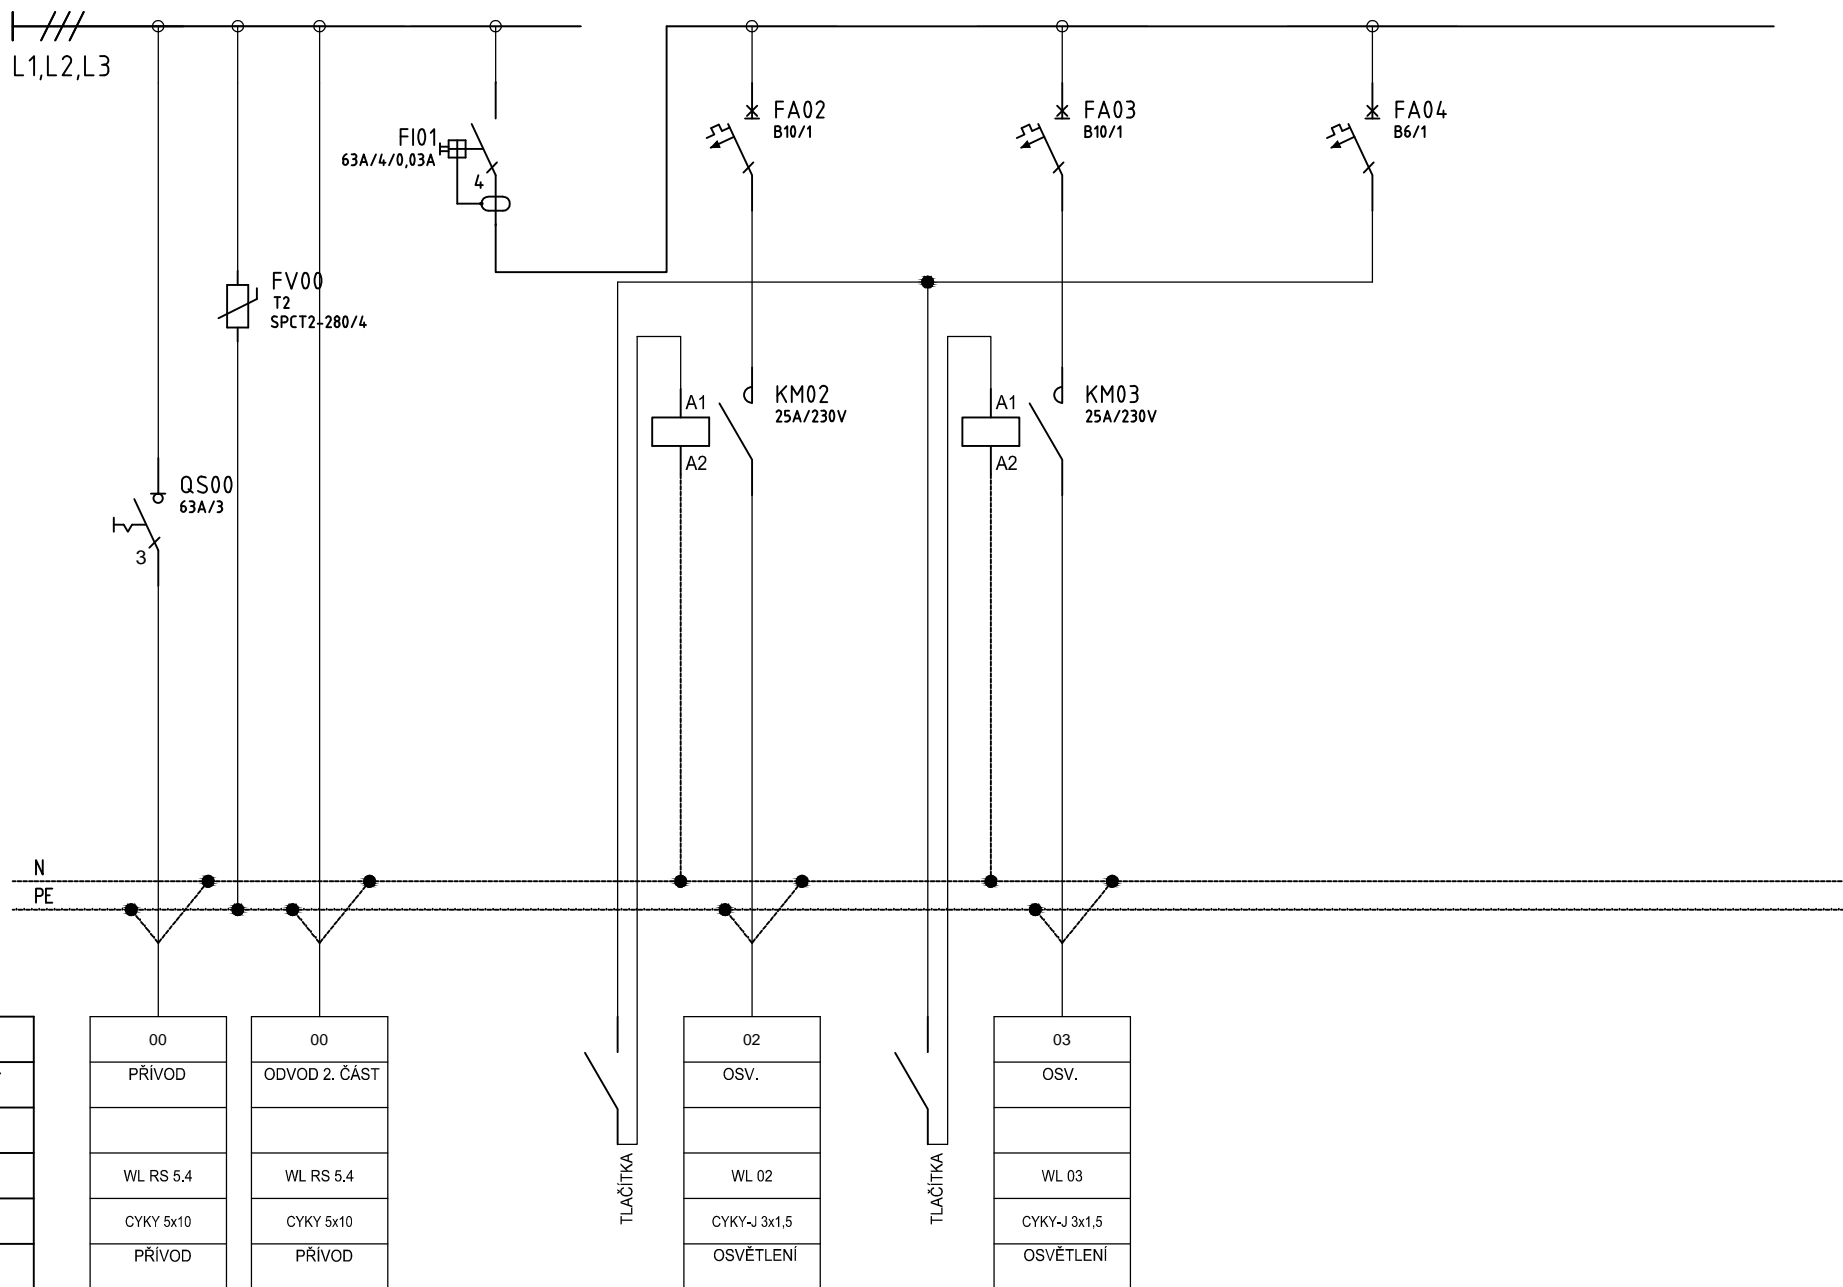 L1,L2,L3
FI01
63A/4/0,03A
4
FA02
B10/1
FA03
B10/1
FA04
B6/1
FV00
T2
SPCT2-280/4
A1
A2
KM02
25A/230V
A1
A2
KM03
25A/230V
QS00
63A/3
3
N
PE
00
PŘÍVOD
WL RS 5.4
CYKY 5x10
PŘÍVOD
00
ODVOD 2. ČÁST
WL RS 5.4
CYKY 5x10
PŘÍVOD
TLAČÍTKA
02
OSV.
WL 02
CYKY-J 3x1,5
OSVĚTLENÍ
TLAČÍTKA
03
OSV.
WL 03
CYKY-J 3x1,5
OSVĚTLENÍ